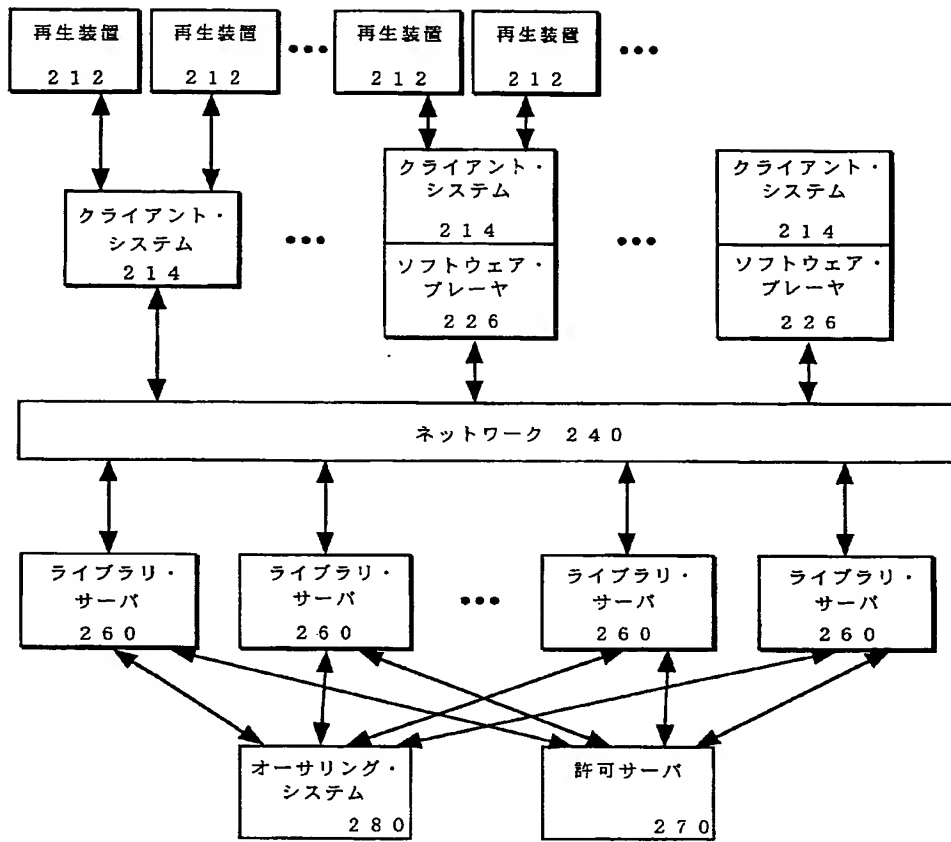 再生装置
212
再生装置
212
再生装置
212
再生装置
212
クライアント・
システム
214
クライアント・
システム
214
ソフトウェア・
プレーヤ
226
クライアント・
システム
214
ソフトウェア・
プレーヤ
226
ネットワーク 240
ライブラリ・
サーバ
260
ライブラリ・
サーバ
260
ライブラリ・
サーバ
260
ライブラリ・
サーバ
260
オーサリング・
システム
280
許可サーバ
270